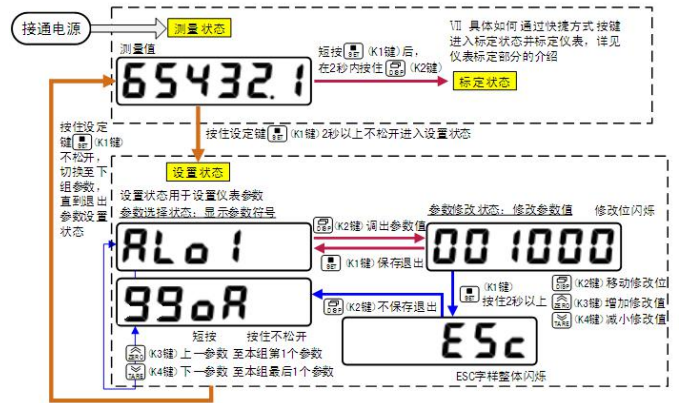 接通电源
测量状态
测量值
65432.1
短按 SET (K1键)后,
在2秒内按住 DISP (K2键)
VII 具体如何通过快捷方式按键
进入标定状态并标定仪表，详见
仪表标定部分的介绍
标定状态
按住设定键 SET (K1键)2秒以上不松开进入设置状态
按住设定
键 SET (K1键)
不松开，
切换至下
组参数，
直到退出
参数设置
状态
设置状态
设置状态用于设置仪表参数
参数选择状态：显示参数符号
ALo1
DISP (K2键)调出参数值
SET (K1键)保存退出
参数修改状态：修改参数值
修改位闪烁
001000
99oA
DISP (K2键)不保存退出
SET (K1键)
按住2秒以上
DISP (K2键)移动修改位
ZERO (K3键)增加修改值
TARE (K4键)减小修改值
ESc
ESC字样整体闪烁
短按 按住不松开
ZERO (K3键)上一参数 至本组第1个参数
TARE (K4键)下一参数 至本组最后1个参数